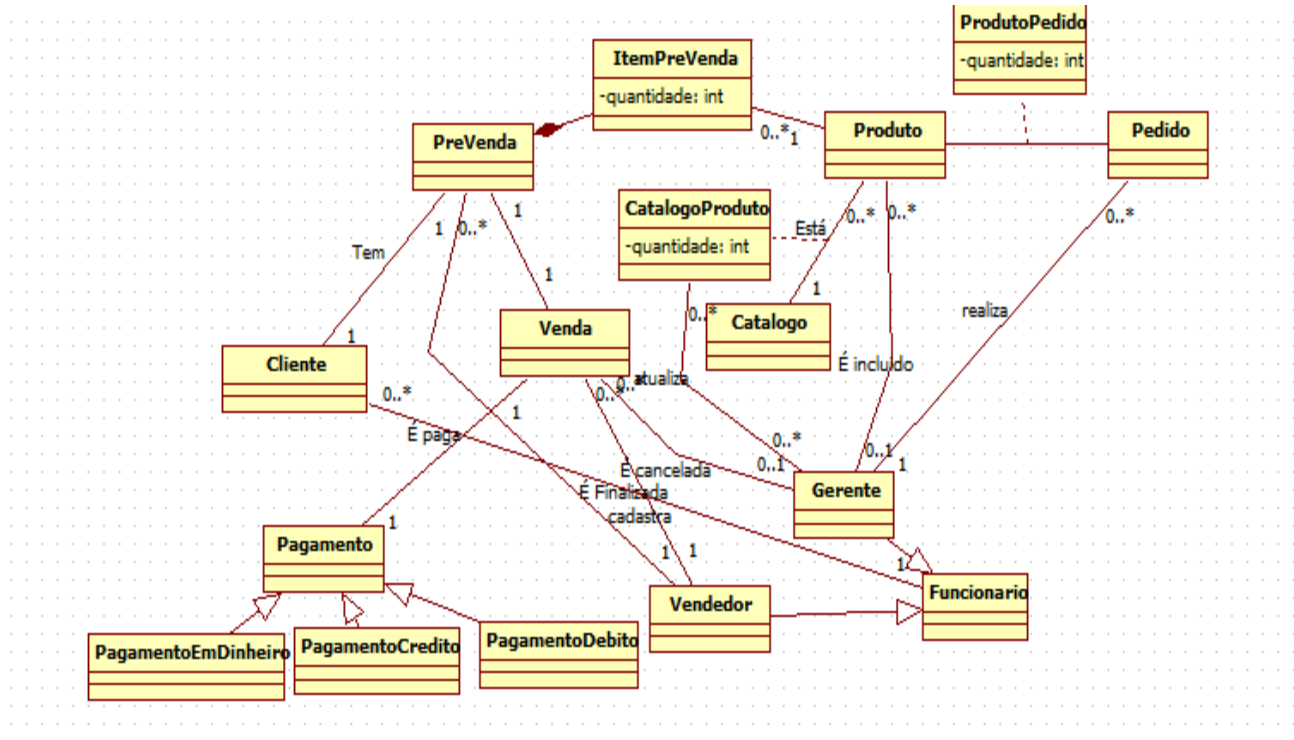 ProdutoPedido
-quantidade: int
ItemPreVenda
-quantidade: int
0..*
1
Produto
Pedido
PreVenda
1
0..*
1
CatalogoProduto
-quantidade: int
Está
0..*
0..*
0..*
Tem
1
1
0..*
Catalogo
realiza
Venda
1
Cliente
É incluido
0..*
0..*
0..*
atualiza
1
É paga
0..*
0..1
0..1
1
É cancelada
Gerente
É Finalizada
cadastra
1
Pagamento
1
1
1
Vendedor
Funcionario
PagamentoEmDinheiro
PagamentoCredito
PagamentoDebito